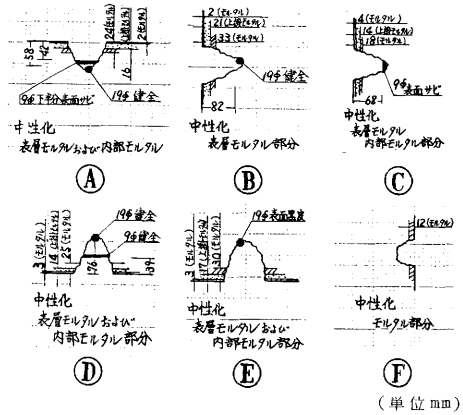 58
42
24(モルタル)
(上塗モルタル)
2(モルタル)
16
9φ下半分表面サビ
19φ健全
中性化
表層モルタルおよび内部モルタル
A
2(モルタル)
21(上塗モルタル)
33(モルタル)
19φ健全
82
中性化
表層モルタル部分
B
4(モルタル)
14(上塗モルタル)
18(モルタル)
9φ
表面サビ
68
中性化
表層モルタルおよび
内部モルタル部分
C
3(モルタル)
14(上塗モルタル)
25(モルタル)
19φ健全
9φ健全
176
139
中性化
表層モルタルおよび
内部モルタル部分
D
3(モルタル)
17(上塗モルタル)
30(モルタル)
19φ表面黒皮
中性化
表層モルタルおよび
内部モルタル部分
E
12(モルタル)
中性化
モルタル部分
F
(単位mm)